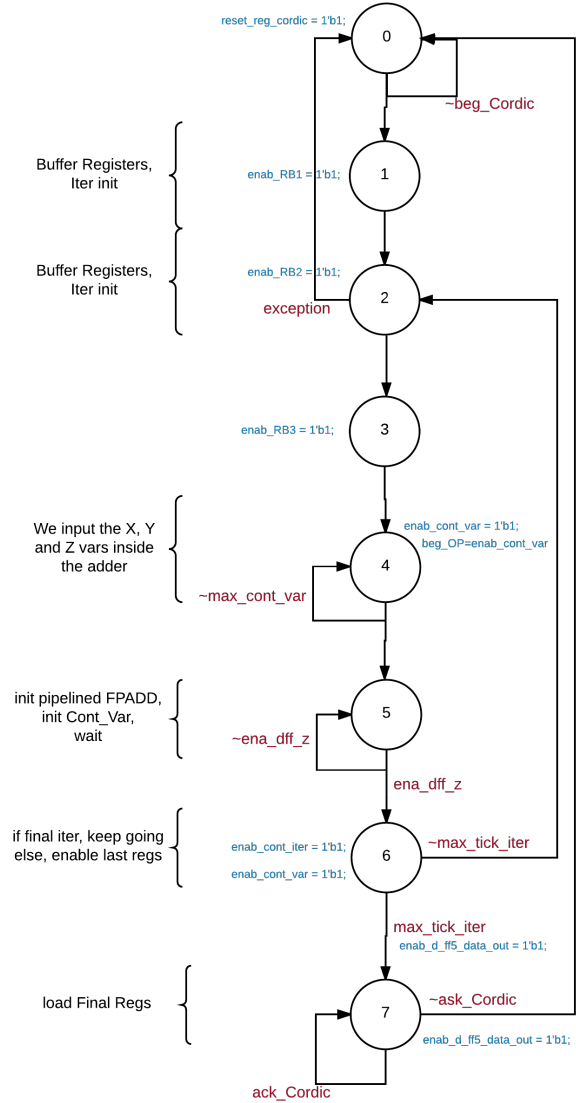 reset_reg_cordic = 1'b1;
0
~beg_Cordic
Buffer Registers,
Iter init
enab_RB1 = 1'b1;
1
Buffer Registers,
Iter init
enab_RB2 = 1'b1;
2
exception
enab_RB3 = 1'b1;
3
We input the X, Y
and Z vars inside
the adder
enab_cont_var = 1'b1;
beg_OP=enab_cont_var
4
~max_cont_var
init pipelined FPADD,
init Cont_Var,
wait
5
~ena_dff_z
ena_dff_z
if final iter, keep going
else, enable last regs
enab_cont_iter = 1'b1;
enab_cont_var = 1'b1;
6
~max_tick_iter
max_tick_iter
enab_d_ff5_data_out = 1'b1;
load Final Regs
7
~ask_Cordic
enab_d_ff5_data_out = 1'b1;
ack_Cordic